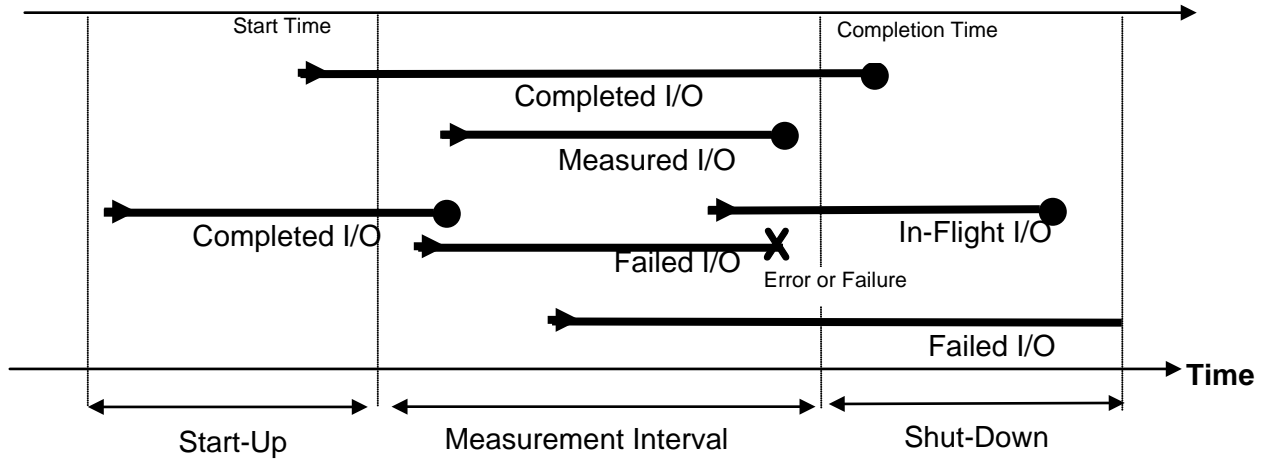 Start Time
Completion Time
Completed I/O
Measured I/O
Completed I/O
In-Flight I/O
Failed I/O
Error or Failure
Failed I/O
Time
Start-Up
Measurement Interval
Shut-Down